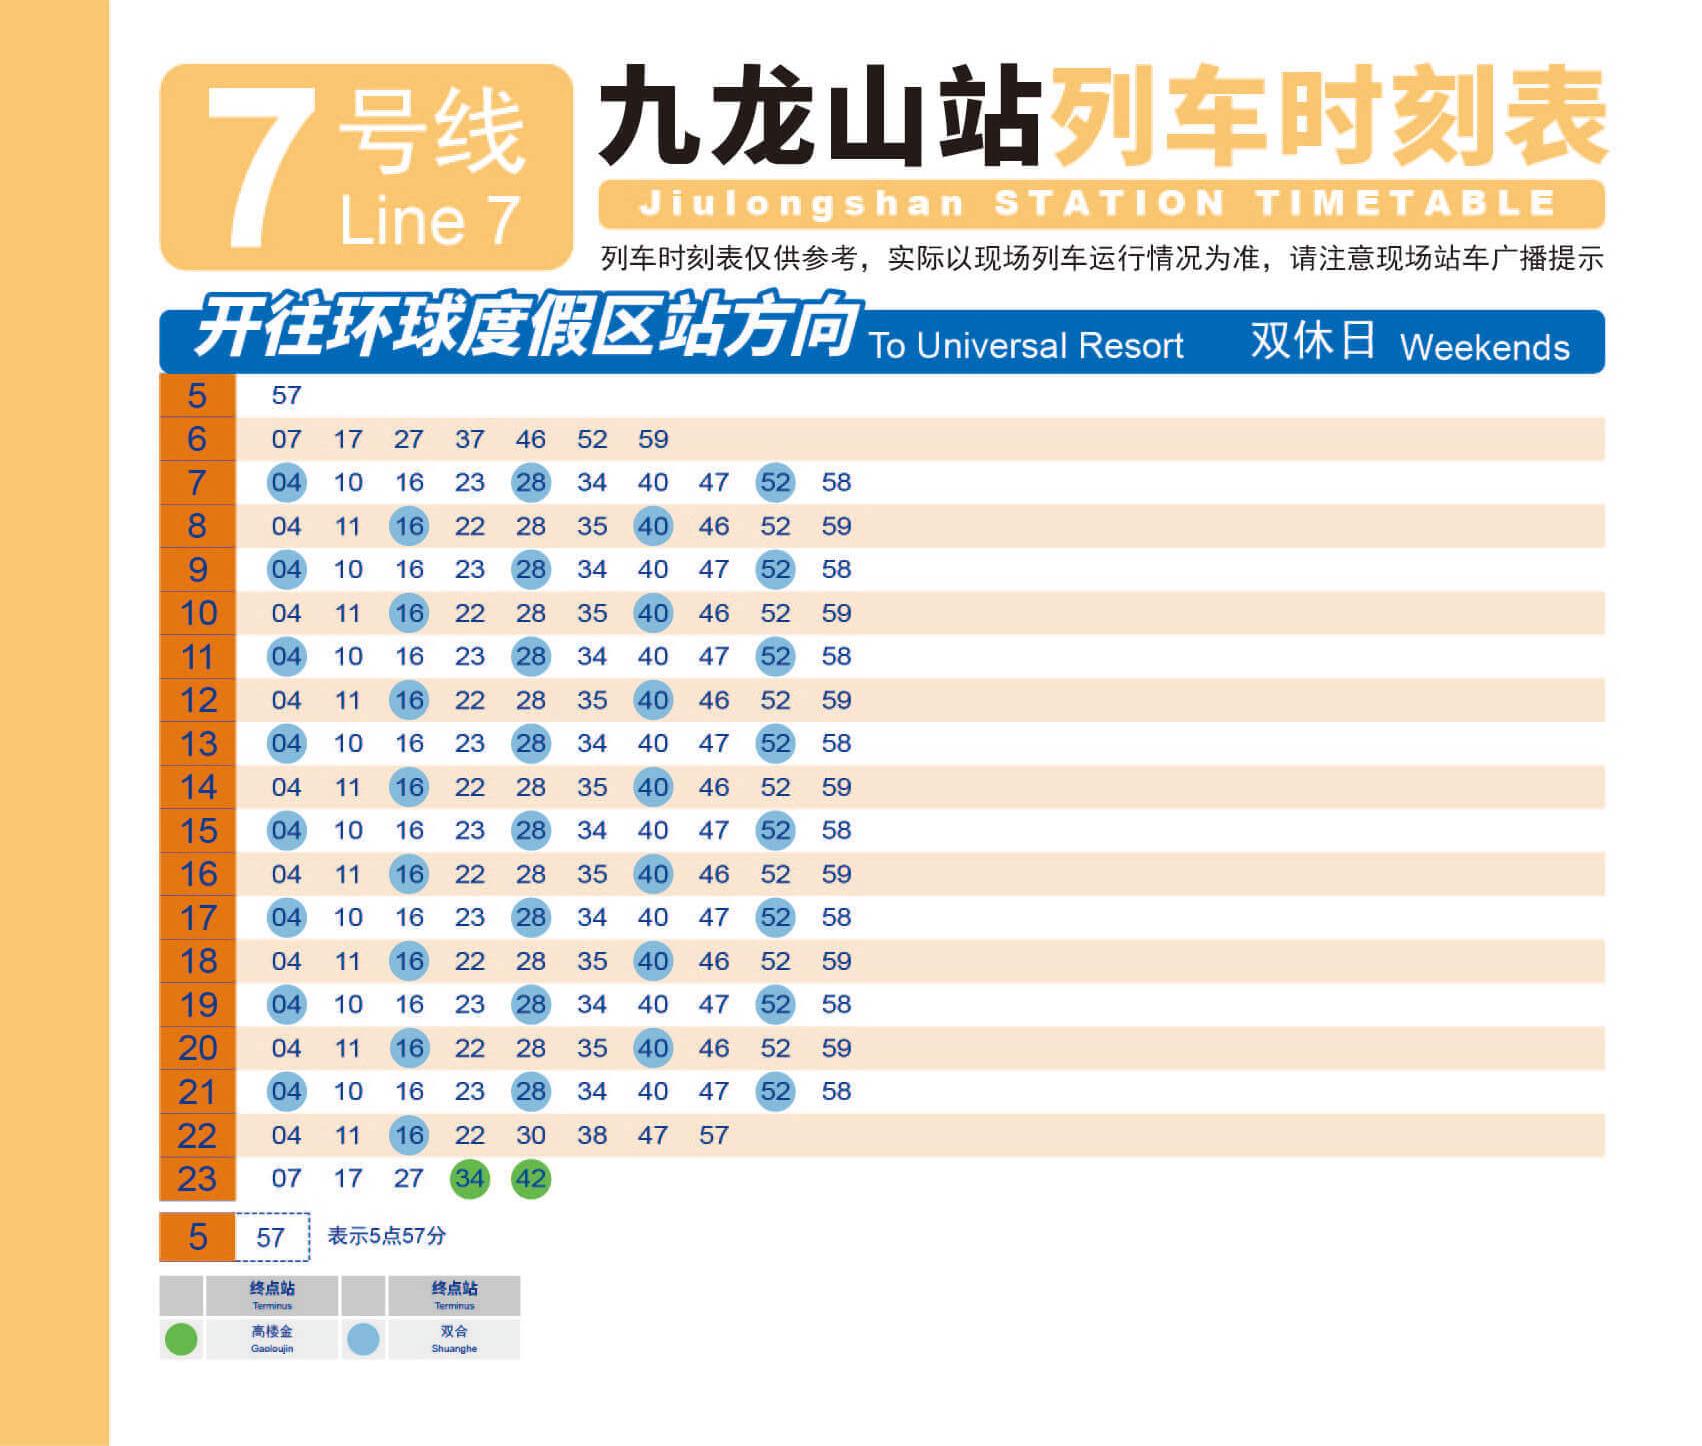 7 号线
Line 7
九龙山站列车时刻表
Jiulongshan STATION TIMETABLE
列车时刻表仅供参考，实际以现场列车运行情况为准，请注意现场站车广播提示
开往环球度假区站方向 To Universal Resort 双休日 Weekends
5 57
6 07 17 27 37 46 52 59
7 04 10 16 23 28 34 40 47 52 58
8 04 11 16 22 28 35 40 46 52 59
9 04 10 16 23 28 34 40 47 52 58
10 04 11 16 22 28 35 40 46 52 59
11 04 10 16 23 28 34 40 47 52 58
12 04 11 16 22 28 35 40 46 52 59
13 04 10 16 23 28 34 40 47 52 58
14 04 11 16 22 28 35 40 46 52 59
15 04 10 16 23 28 34 40 47 52 58
16 04 11 16 22 28 35 40 46 52 59
17 04 10 16 23 28 34 40 47 52 58
18 04 11 16 22 28 35 40 46 52 59
19 04 10 16 23 28 34 40 47 52 58
20 04 11 16 22 28 35 40 46 52 59
21 04 10 16 23 28 34 40 47 52 58
22 04 11 16 22 30 38 47 57
23 07 17 27 34 42
5 57 表示5点57分
终点站 终点站
Terminus Terminus
高楼金 双合
Gaoloujin Shuanghe